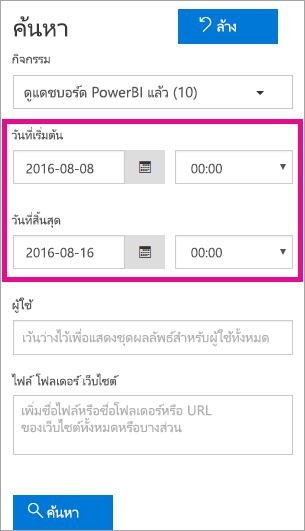 ค้นหา
ล้าง
กิจกรรม
ดูแดชบอร์ด PowerBI แล้ว (10)
วันที่เริ่มต้น
2016-08-08
00:00
วันที่สิ้นสุด
2016-08-16
00:00
ผู้ใช้
เว้นว่างไว้เพื่อแสดงชุดผลลัพธ์สำหรับผู้ใช้ทั้งหมด
ไฟล์ โฟลเดอร์ เว็บไซต์
เพิ่มชื่อไฟล์หรือชื่อโฟลเดอร์หรือ URL
ของเว็บไซต์ทั้งหมดหรือบางส่วน
ค้นหา